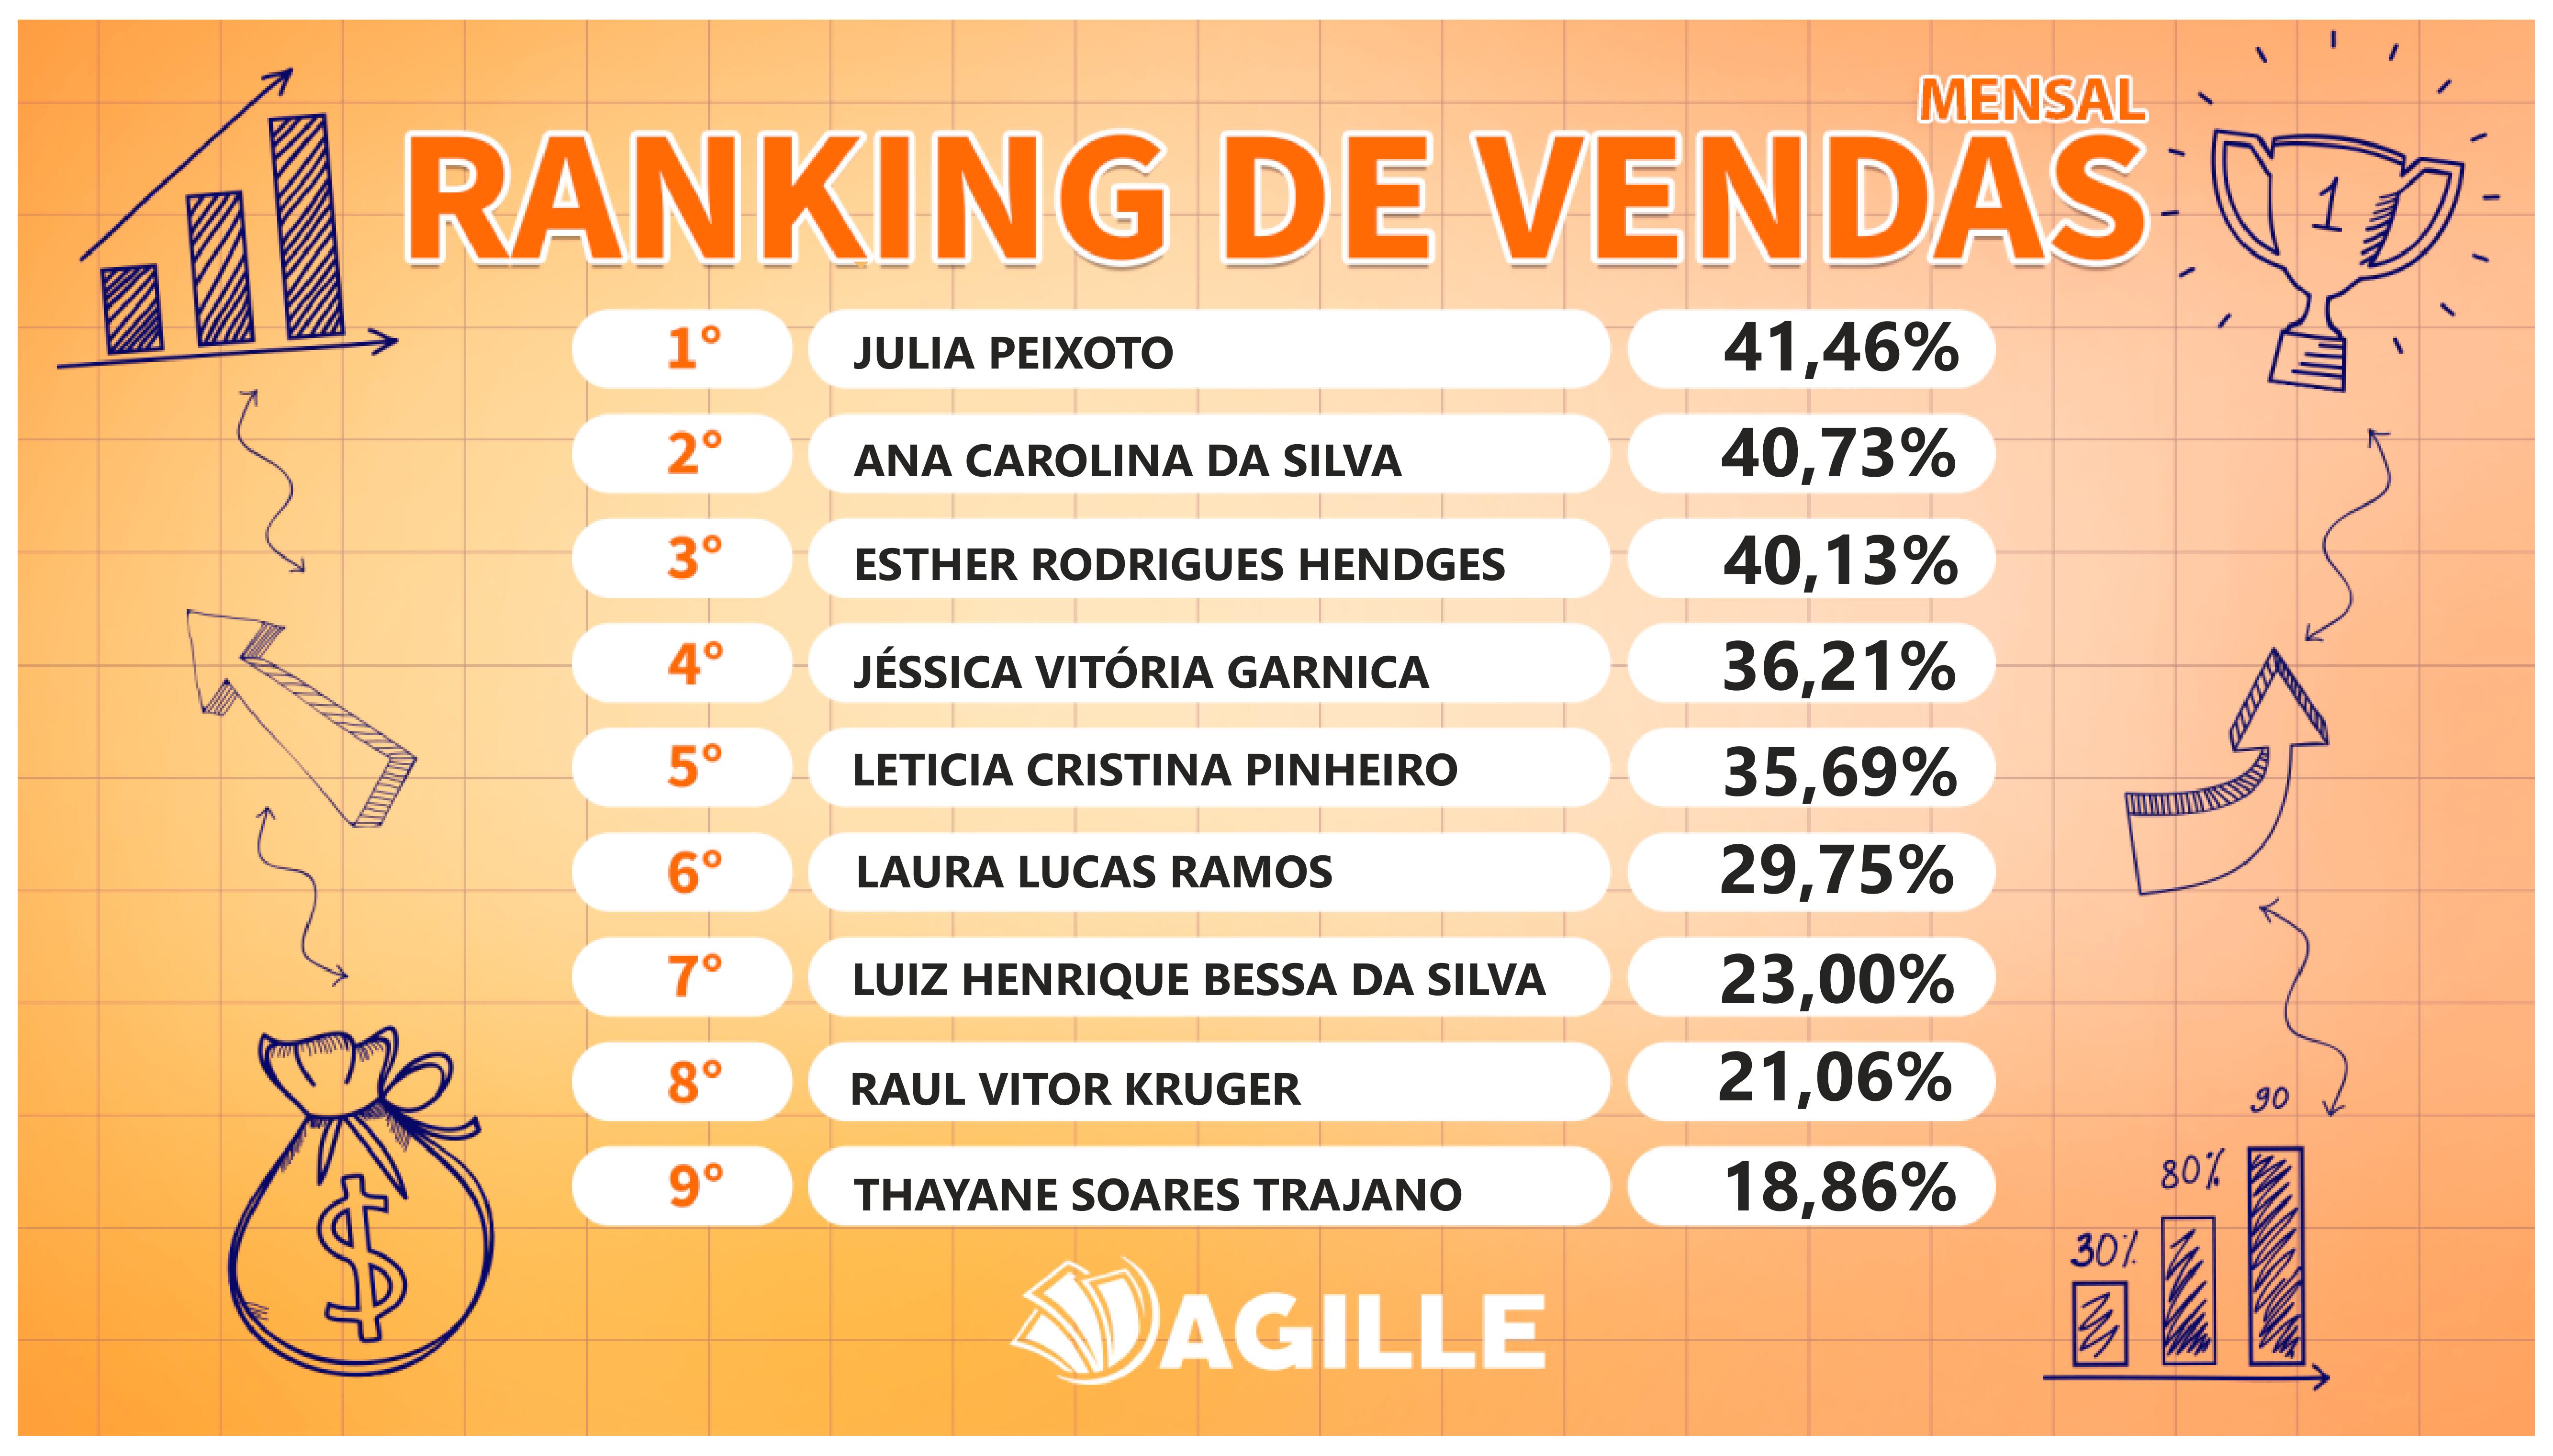 MENSAL
RANKING DE VENDAS
1
1° JULIA PEIXOTO 41,46%
2° ANA CAROLINA DA SILVA 40,73%
3° ESTHER RODRIGUES HENDGES 40,13%
4° JÉSSICA VITÓRIA GARNICA 36,21%
5° LETICIA CRISTINA PINHEIRO 35,69%
6° LAURA LUCAS RAMOS 29,75%
7° LUIZ HENRIQUE BESSA DA SILVA 23,00%
8° RAUL VITOR KRUGER 21,06%
9° THAYANE SOARES TRAJANO 18,86%
$
90
80%
30%
AGILLE